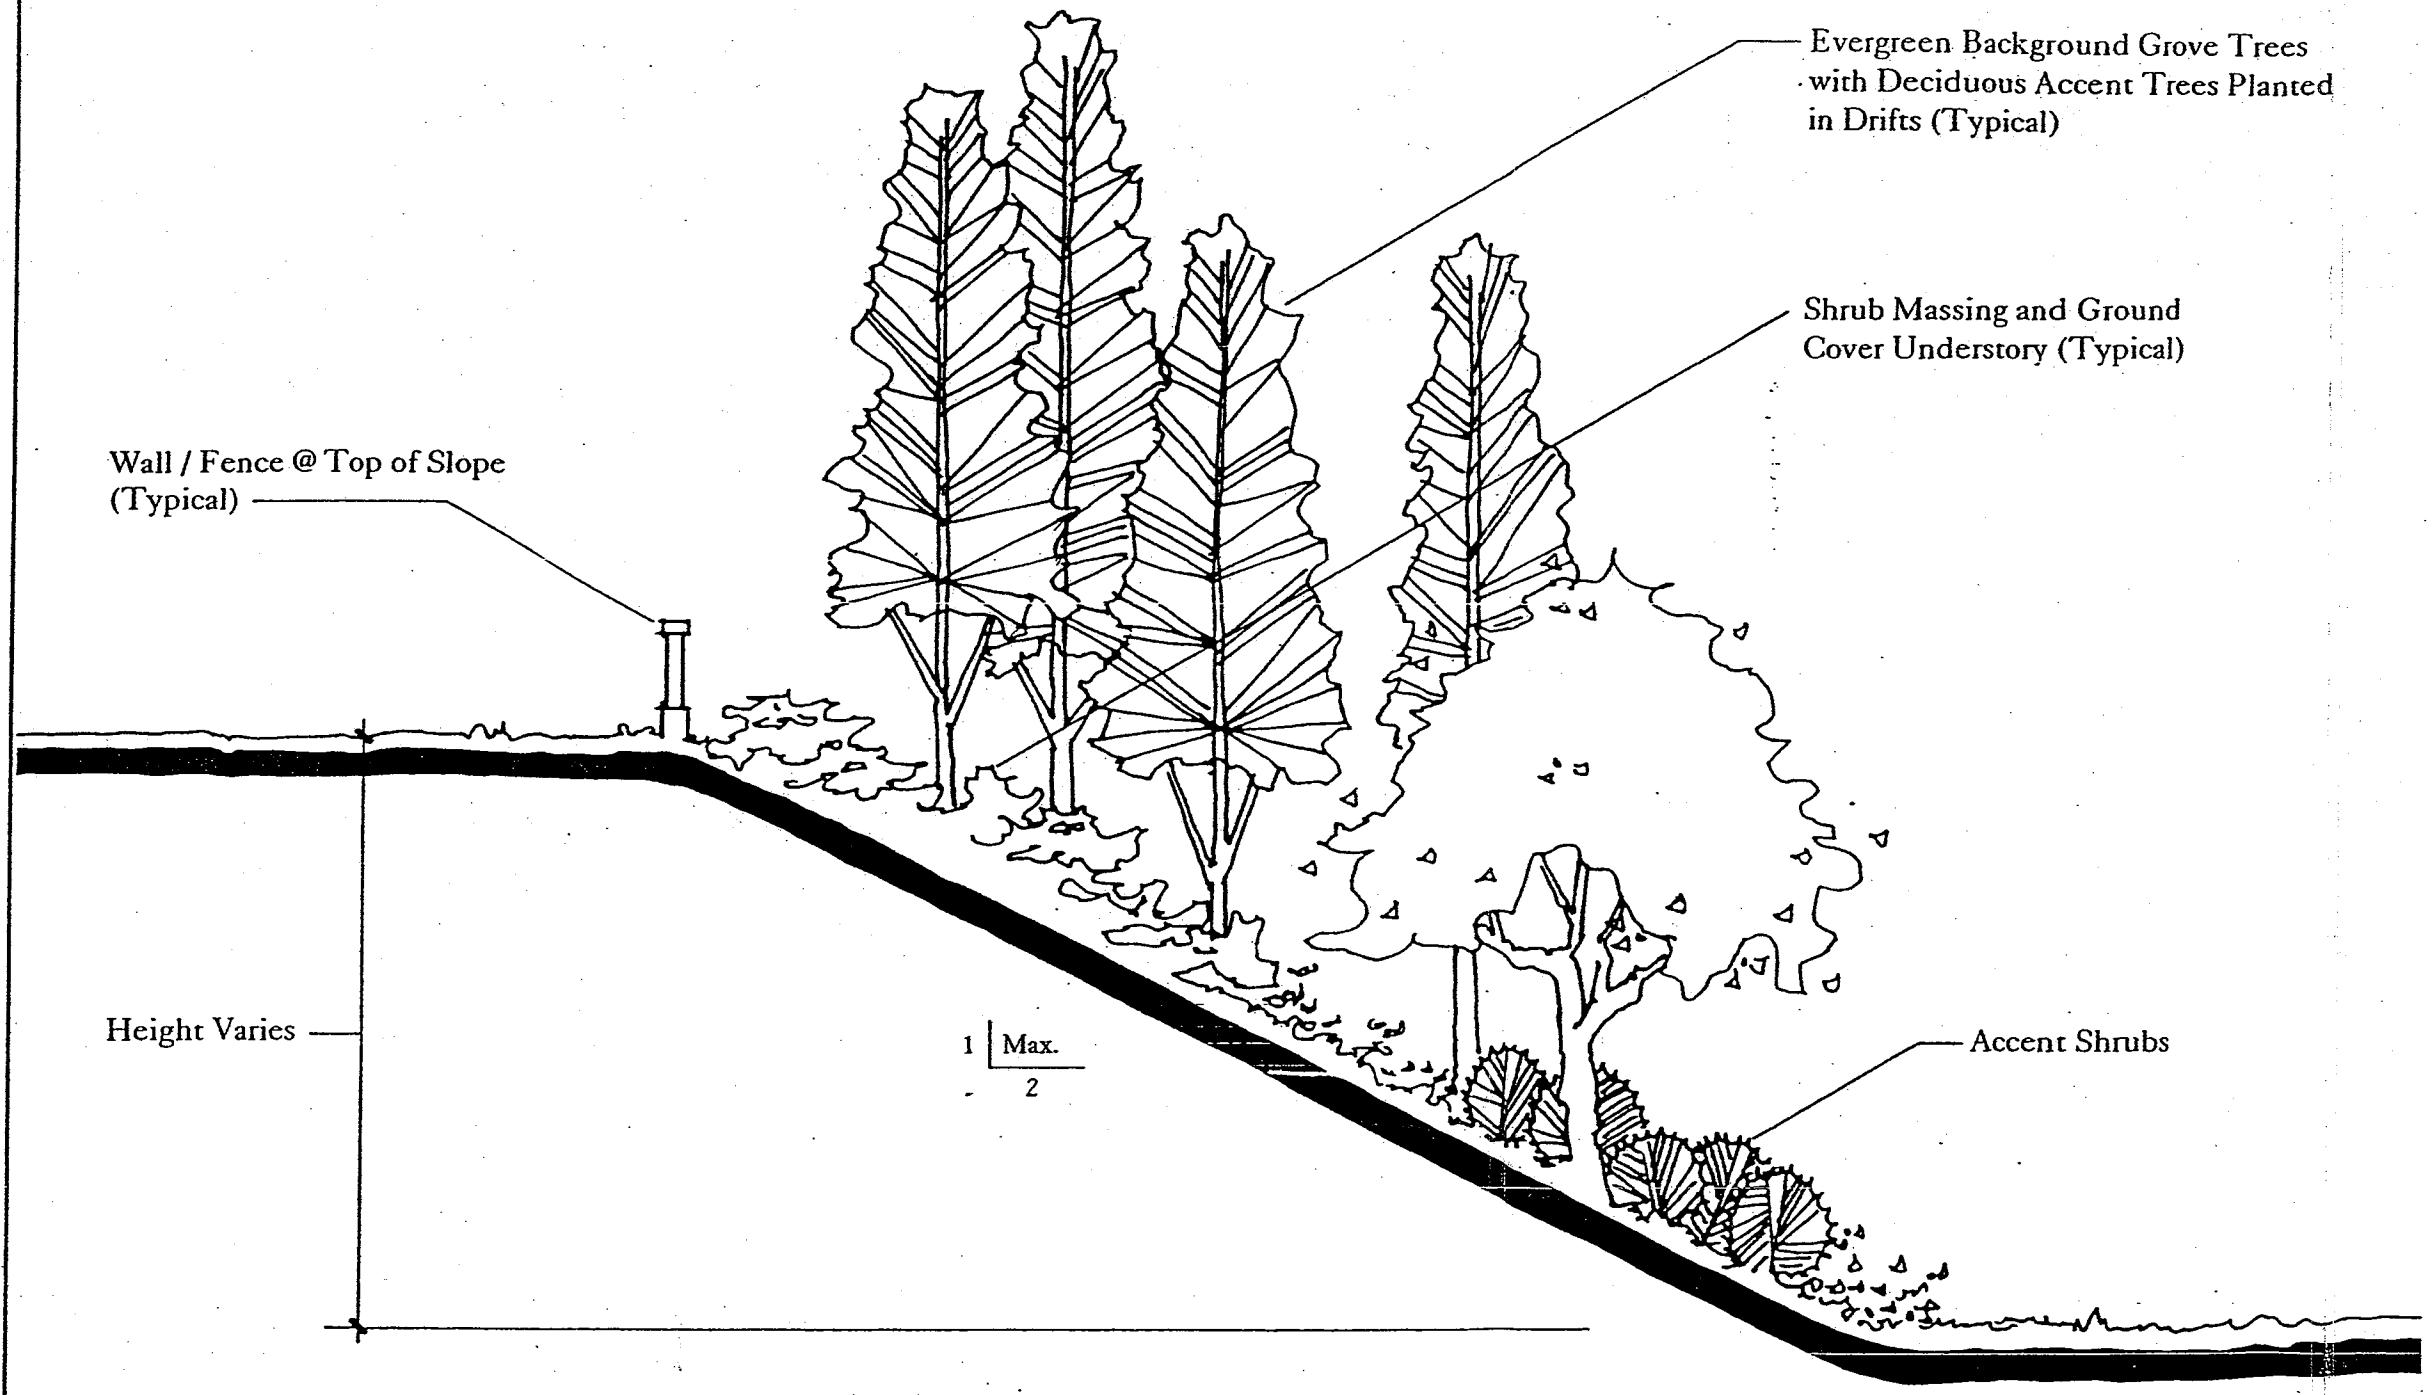 Evergreen Background Grove Trees
with Deciduous Accent Trees Planted
in Drifts (Typical)
Shrub Massing and Ground
Cover Understory (Typical)
Wall / Fence @ Top of Slope
(Typical)
Height Varies
1 Max.
2
Accent Shrubs